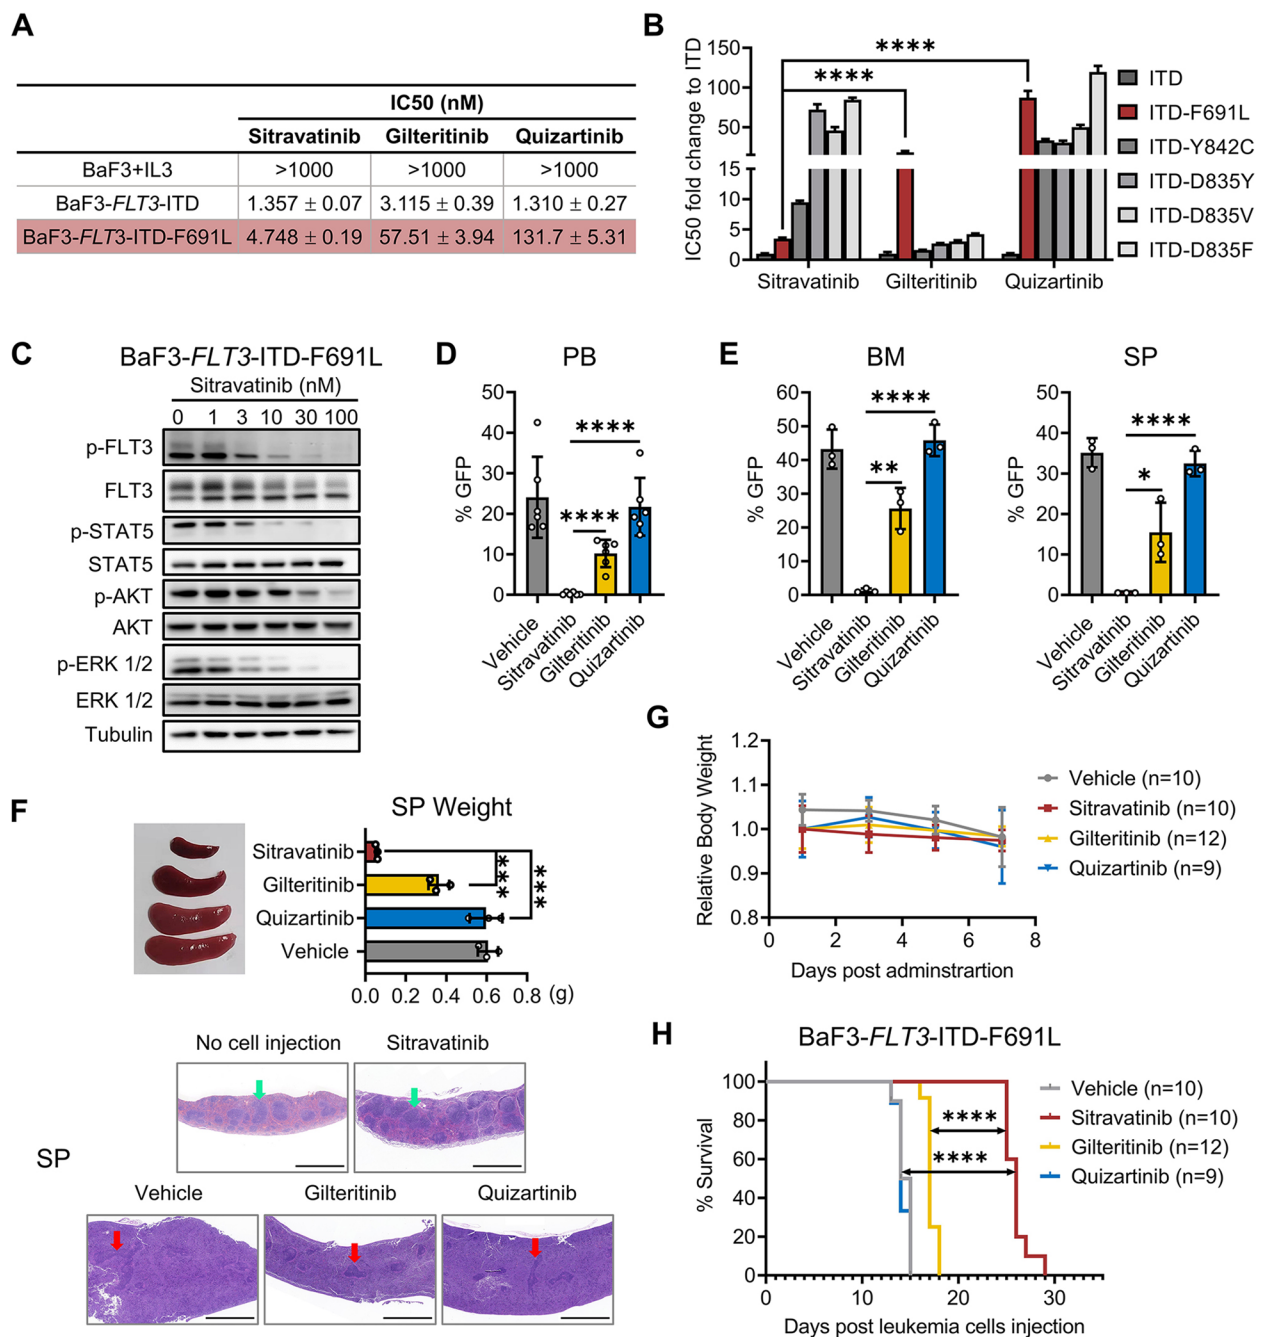 A
IC50 (nM)
Sitravatinib Gilteritinib Quizartinib
BaF3+IL3 >1000 >1000 >1000
BaF3-FLT3-ITD 1.357 ± 0.07 3.115 ± 0.39 1.310 ± 0.27
BaF3-FLT3-ITD-F691L 4.748 ± 0.19 57.51 ± 3.94 131.7 ± 5.31
B
IC50 fold change to ITD
150
100
50
15
10
5
0
****
****
Sitravatinib Gilteritinib Quizartinib
ITD
ITD-F691L
ITD-Y842C
ITD-D835Y
ITD-D835V
ITD-D835F
C
BaF3-FLT3-ITD-F691L
Sitravatinib (nM)
0 1 3 10 30 100
p-FLT3
FLT3
p-STAT5
STAT5
p-AKT
AKT
p-ERK 1/2
ERK 1/2
Tubulin
D
PB
% GFP
50
40
30
20
10
0
****
****
Vehicle
Sitravatinib
Gilteritinib
Quizartinib
E
BM
% GFP
60
50
40
30
20
10
0
****
**
Vehicle
Sitravatinib
Gilteritinib
Quizartinib
SP
% GFP
50
40
30
20
10
0
****
*
Vehicle
Sitravatinib
Gilteritinib
Quizartinib
F
SP Weight
Sitravatinib
Gilteritinib
Quizartinib
Vehicle
***
***
0.0 0.2 0.4 0.6 0.8 (g)
SP
No cell injection Sitravatinib
Vehicle Gilteritinib Quizartinib
G
Relative Body Weight
1.2
1.1
1.0
0.9
0.8
0 2 4 6 8
Days post adminstrartion
Vehicle (n=10)
Sitravatinib (n=10)
Gilteritinib (n=12)
Quizartinib (n=9)
H
BaF3-FLT3-ITD-F691L
% Survival
100
80
60
40
20
0
****
****
0 10 20 30
Days post leukemia cells injection
Vehicle (n=10)
Sitravatinib (n=10)
Gilteritinib (n=12)
Quizartinib (n=9)